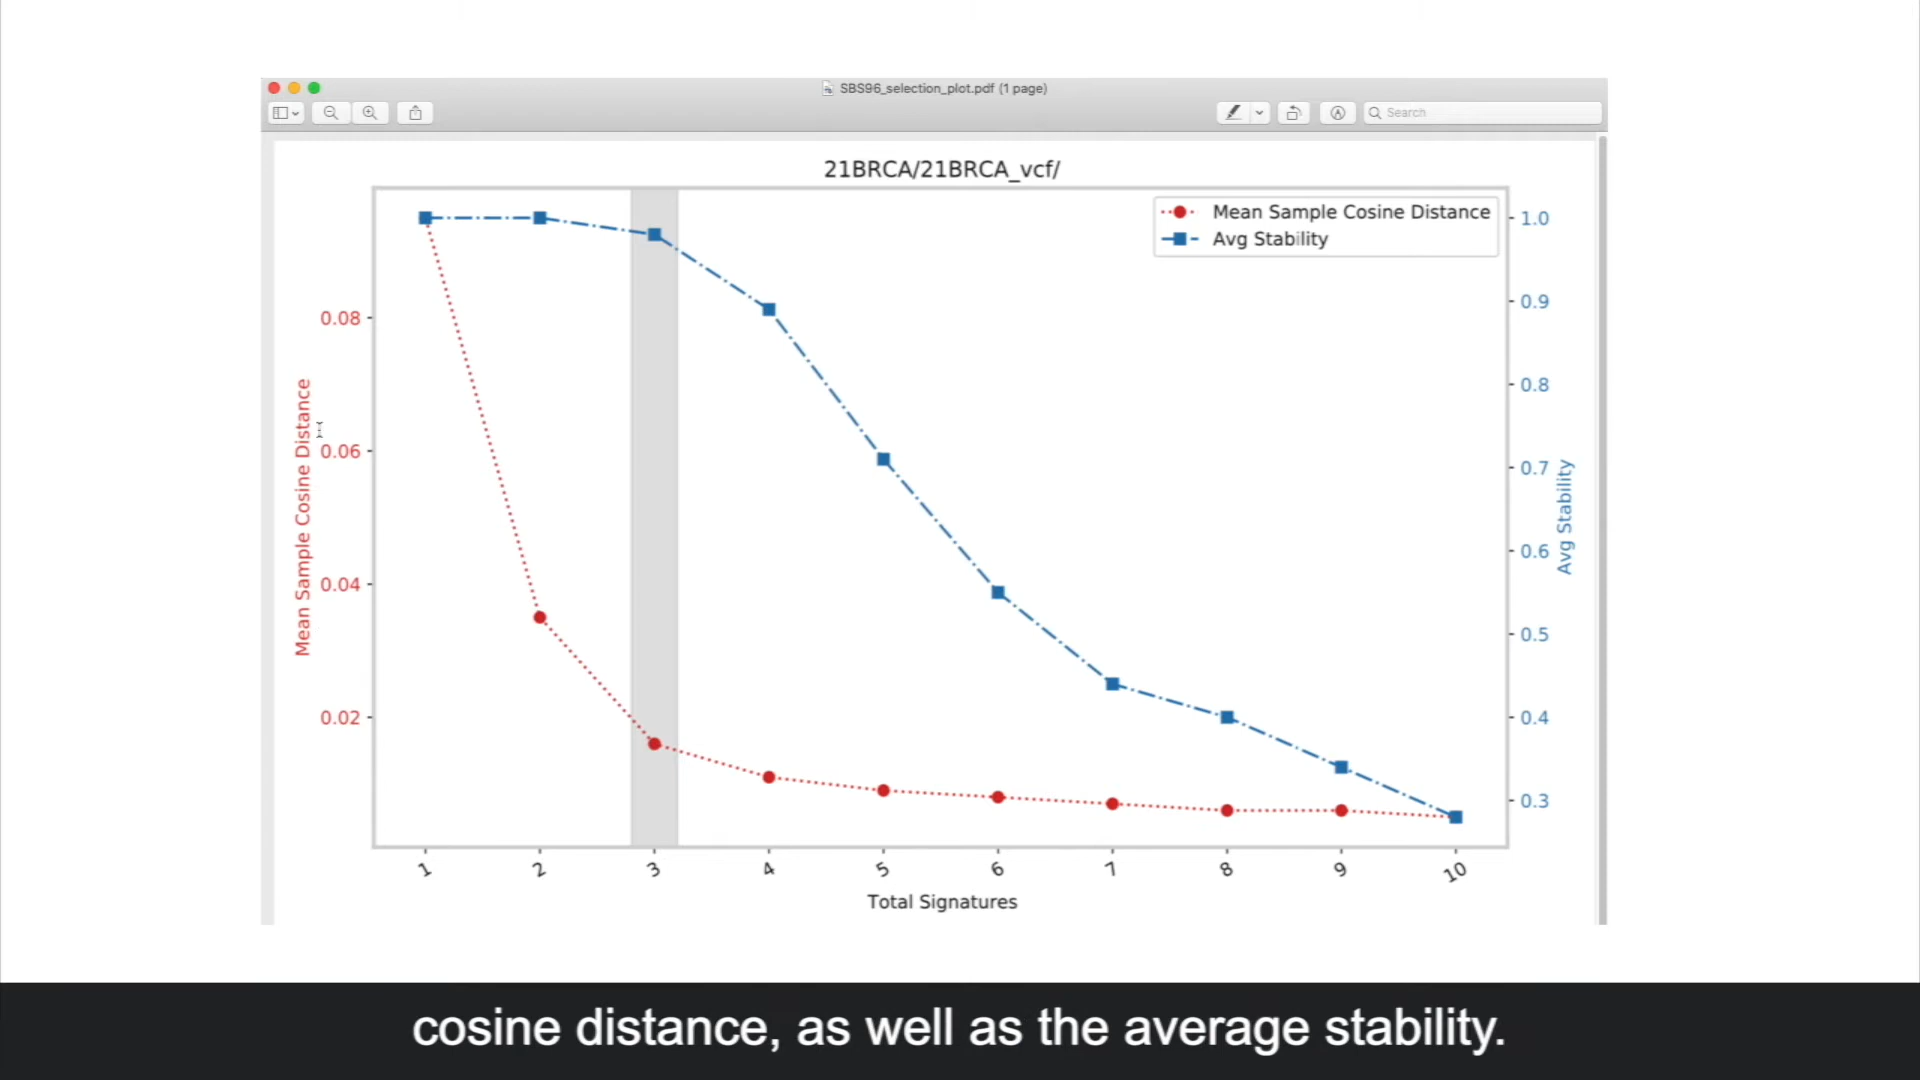 SBS96_selection_plot.pdf (1 page)
Search
21BRCA/21BRCA_vcf/
Mean Sample Cosine Distance
Avg Stability
1.0
0.9
0.8
0.7
0.6
0.5
0.4
0.3
Avg Stability
0.08
0.06
0.04
0.02
Mean Sample Cosine Distance
1 2 3 4 5 6 7 8 9 10
Total Signatures
cosine distance, as well as the average stability.